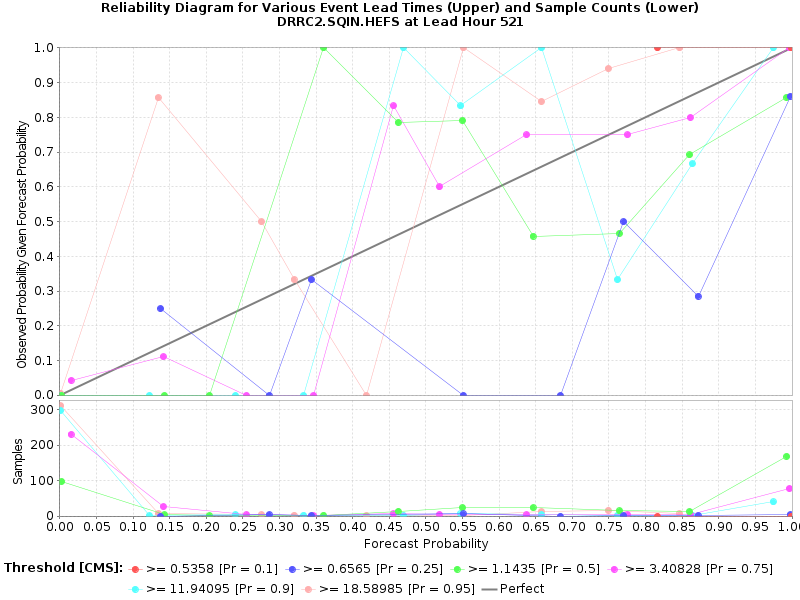 Reliability Diagram for Various Event Lead Times (Upper) and Sample Counts (Lower)
DRRC2.SQIN.HEFS at Lead Hour 521
Observed Probability Given Forecast Probability
1.0
0.9
0.8
0.7
0.6
0.5
0.4
0.3
0.2
0.1
0.0
Samples
300
200
100
0
0.00 0.05 0.10 0.15 0.20 0.25 0.30 0.35 0.40 0.45 0.50 0.55 0.60 0.65 0.70 0.75 0.80 0.85 0.90 0.95 1.00
Forecast Probability
Threshold [CMS]: >= 0.5358 [Pr = 0.1] >= 0.6565 [Pr = 0.25] >= 1.1435 [Pr = 0.5] >= 3.40828 [Pr = 0.75]
>= 11.94095 [Pr = 0.9] >= 18.58985 [Pr = 0.95] Perfect